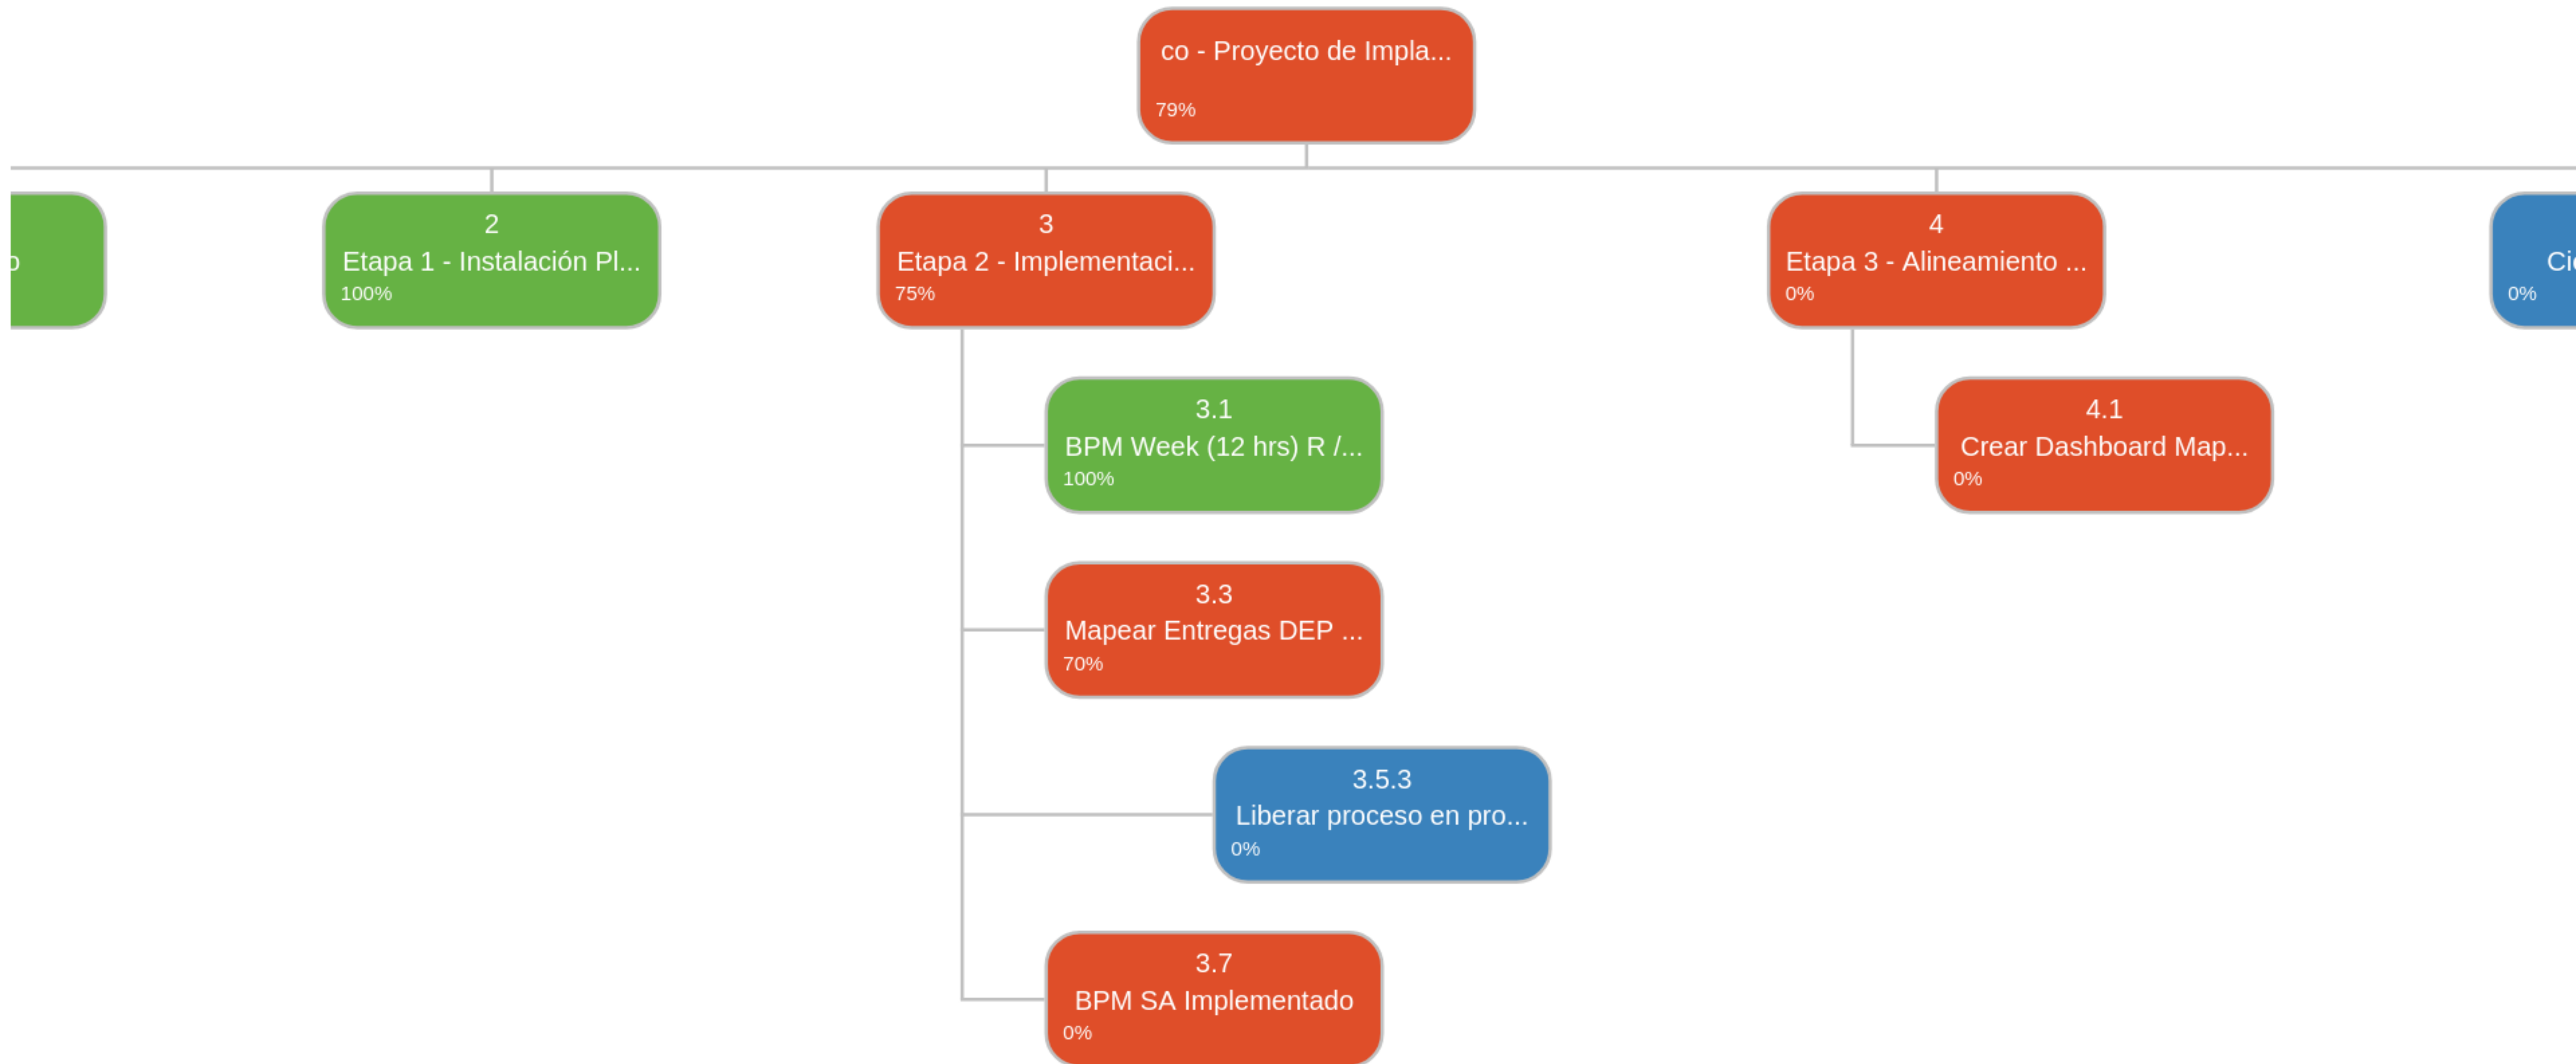 co - Proyecto de Impla...
79%
2
Etapa 1 - Instalación Pl...
100%
3
Etapa 2 - Implementaci...
75%
4
Etapa 3 - Alineamiento ...
0%
0%
3.1
BPM Week (12 hrs) R /...
100%
4.1
Crear Dashboard Map...
0%
3.3
Mapear Entregas DEP ...
70%
3.5.3
Liberar proceso en pro...
0%
3.7
BPM SA Implementado
0%